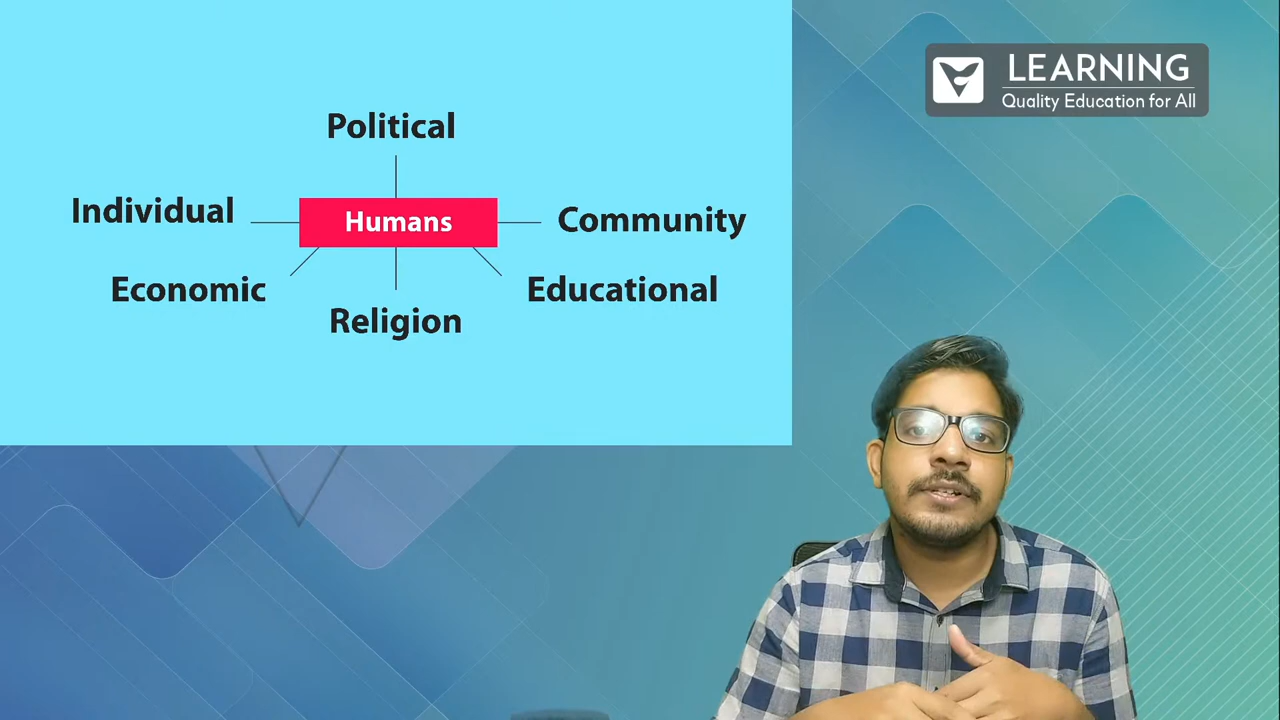 Political
Individual
Humans
Community
Economic
Educational
Religion
LEARNING
Quality Education for All